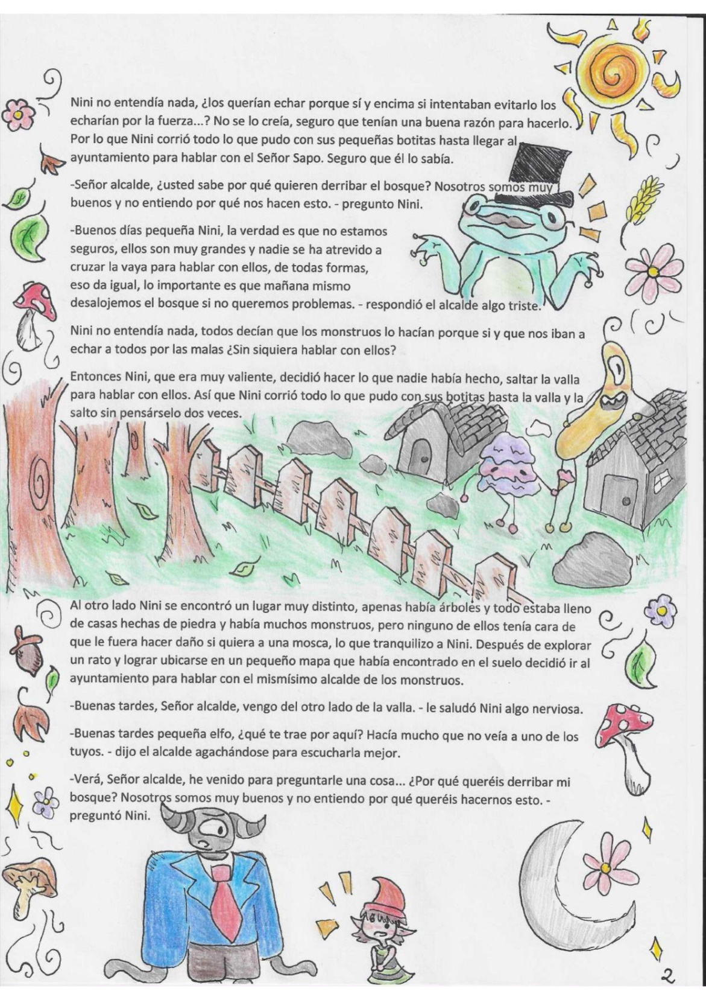 Nini no entendía nada, ¿los querían echar porque sí y encima si intentaban evitarlo los
echarían por la fuerza...? No se lo creía, seguro que tenían una buena razón para hacerlo.
Por lo que Nini corrió todo lo que pudo con sus pequeñas botitas hasta llegar al
ayuntamiento para hablar con el Señor Sapo. Seguro que él lo sabía.
-Señor alcalde, ¿usted sabe por qué quieren derribar el bosque? Nosotros somos muy
buenos y no entiendo por qué nos hacen esto. - pregunto Nini.
-Buenos días pequeña Nini, la verdad es que no estamos
seguros, ellos son muy grandes y nadie se ha atrevido a
cruzar la vaya para hablar con ellos, de todas formas,
eso da igual, lo importante es que mañana mismo
desalojemos el bosque si no queremos problemas. - respondió el alcalde algo triste.
Nini no entendía nada, todos decían que los monstruos lo hacían porque si y que nos iban a
echar a todos por las malas ¿Sin siquiera hablar con ellos?
Entonces Nini, que era muy valiente, decidió hacer lo que nadie había hecho, saltar la valla
para hablar con ellos. Así que Nini corrió todo lo que pudo con sus botitas hasta la valla y la
salto sin pensárselo dos veces.
Al otro lado Nini se encontró un lugar muy distinto, apenas había árboles y todo estaba lleno
de casas hechas de piedra y había muchos monstruos, pero ninguno de ellos tenía cara de
que le fuera hacer daño si quiera a una mosca, lo que tranquilizo a Nini. Después de explorar
un rato y lograr ubicarse en un pequeño mapa que había encontrado en el suelo decidió ir al
ayuntamiento para hablar con el mismísimo alcalde de los monstruos.
-Buenas tardes, Señor alcalde, vengo del otro lado de la valla. - le saludó Nini algo nerviosa.
-Buenas tardes pequeña elfo, ¿qué te trae por aquí? Hacía mucho que no veía a uno de los
tuyos. - dijo el alcalde agachándose para escucharla mejor.
-Verá, Señor alcalde, he venido para preguntarle una cosa... ¿Por qué queréis derribar mi
bosque? Nosotros somos muy buenos y no entiendo por qué queréis hacernos esto. -
preguntó Nini.
2